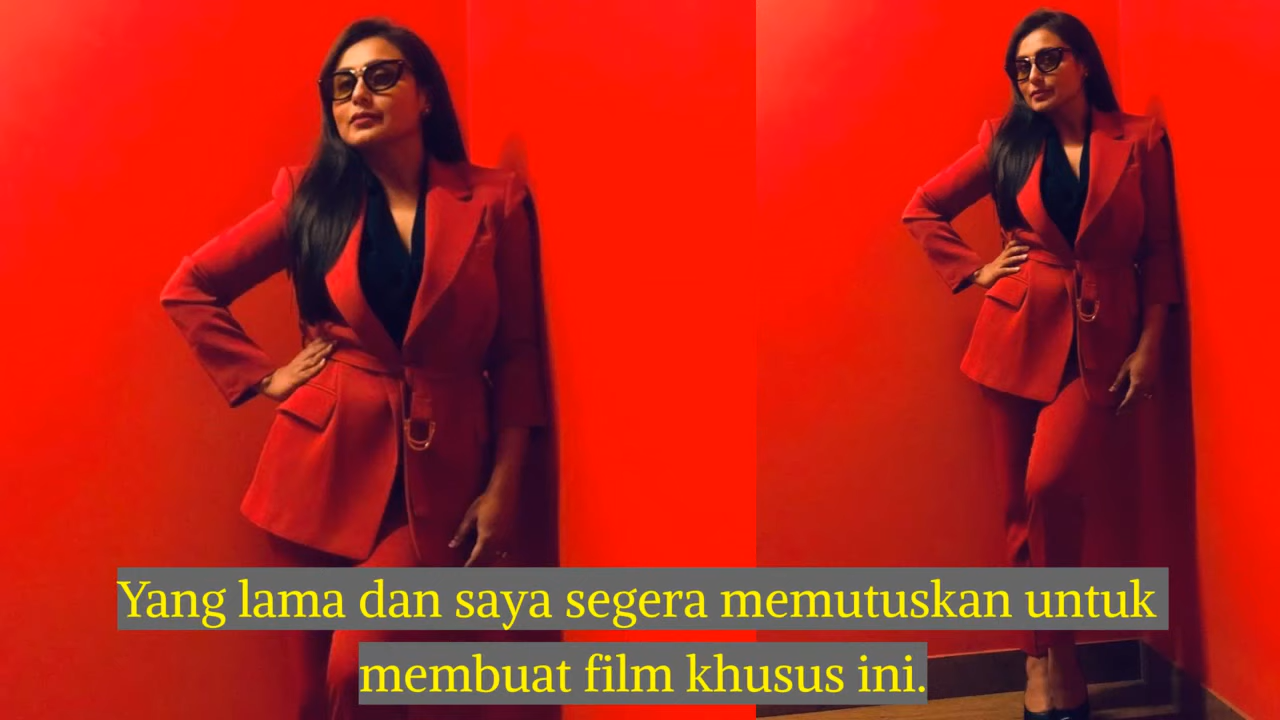 Yang lama dan saya segera memutuskan untuk
membuat film khusus ini.